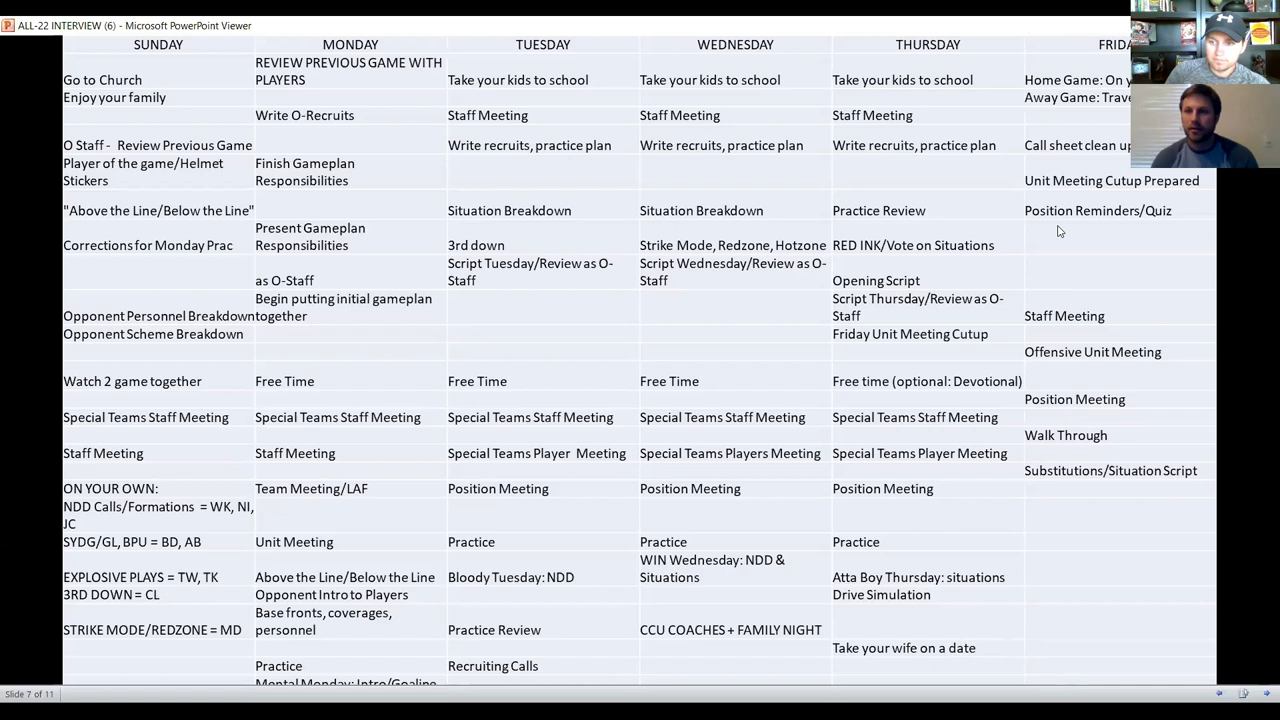 ALL-22 INTERVIEW (6) - Microsoft PowerPoint Viewer
SUNDAY
Go to Church
Enjoy your family
O Staff - Review Previous Game
Player of the game/Helmet
Stickers
"Above the Line/Below the Line"
Corrections for Monday Prac
Opponent Personnel Breakdown
Opponent Scheme Breakdown
Watch 2 game together
Special Teams Staff Meeting
Staff Meeting
ON YOUR OWN:
NDD Calls/Formations = WK, NI,
JC
SYDG/GL, BPU = BD, AB
EXPLOSIVE PLAYS = TW, TK
3RD DOWN = CL
STRIKE MODE/REDZONE = MD
MONDAY
REVIEW PREVIOUS GAME WITH
PLAYERS
Write O-Recruits
Finish Gameplan
Responsibilities
Present Gameplan
Responsibilities
as O-Staff
Begin putting initial gameplan
together
Free Time
Special Teams Staff Meeting
Staff Meeting
Team Meeting/LAF
Unit Meeting
Above the Line/Below the Line
Opponent Intro to Players
Base fronts, coverages,
personnel
Practice
Mental Monday: Intro/Goaline
TUESDAY
Take your kids to school
Staff Meeting
Write recruits, practice plan
Situation Breakdown
3rd down
Script Tuesday/Review as O-
Staff
Free Time
Special Teams Staff Meeting
Special Teams Player Meeting
Position Meeting
Practice
Bloody Tuesday: NDD
Practice Review
Recruiting Calls
WEDNESDAY
Take your kids to school
Staff Meeting
Write recruits, practice plan
Situation Breakdown
Strike Mode, Redzone, Hotzone
Script Wednesday/Review as O-
Staff
Free Time
Special Teams Staff Meeting
Special Teams Players Meeting
Position Meeting
Practice
WIN Wednesday: NDD &
Situations
CCU COACHES + FAMILY NIGHT
THURSDAY
Take your kids to school
Staff Meeting
Write recruits, practice plan
Practice Review
RED INK/Vote on Situations
Opening Script
Script Thursday/Review as O-
Staff
Friday Unit Meeting Cutup
Free time (optional: Devotional)
Special Teams Staff Meeting
Special Teams Player Meeting
Position Meeting
Practice
Atta Boy Thursday: situations
Drive Simulation
Take your wife on a date
Home Game: On
Away Game:
Call sheet clean up
Unit Meeting Cutup Prepared
Position Reminders/Quiz
Staff Meeting
Offensive Unit Meeting
Position Meeting
Walk Through
Substitutions/Situation Script
Slide 7 of 11